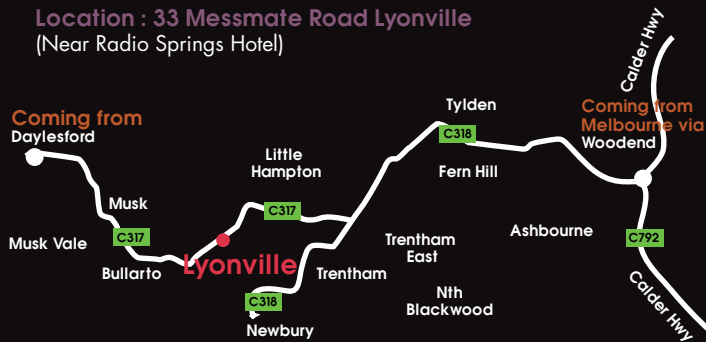 Location : 33 Messmate Road Lyonville
(Near Radio Springs Hotel)
Calder Hwy
Coming from
Daylesford
Tylden
Coming from
Melbourne via
Woodend
C318
Little
Hampton
Fern Hill
Musk
C317
C317
Musk Vale
Bullarto
Lyonville
Trentham
Trentham
East
Ashbourne
C792
C318
Newbury
Nth
Blackwood
Calder Hwy